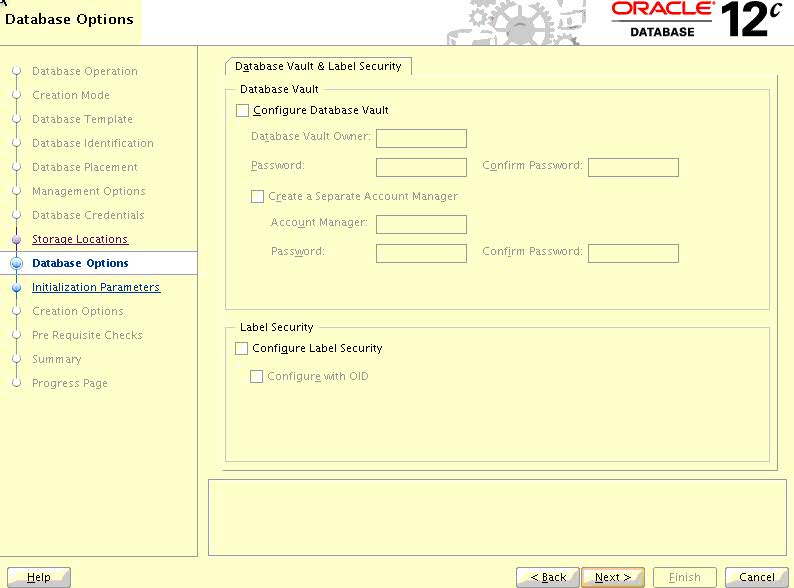 Database Options
ORACLE
DATABASE
12c
Database Operation
Creation Mode
Database Template
Database Identification
Database Placement
Management Options
Database Credentials
Storage Locations
Database Options
Initialization Parameters
Creation Options
Pre Requisite Checks
Summary
Progress Page
Database Vault & Label Security
Database Vault
Configure Database Vault
Database Vault Owner:
Password: Confirm Password:
Create a Separate Account Manager
Account Manager:
Password: Confirm Password:
Label Security
Configure Label Security
Configure with OID
Help < Back Next > Finish Cancel